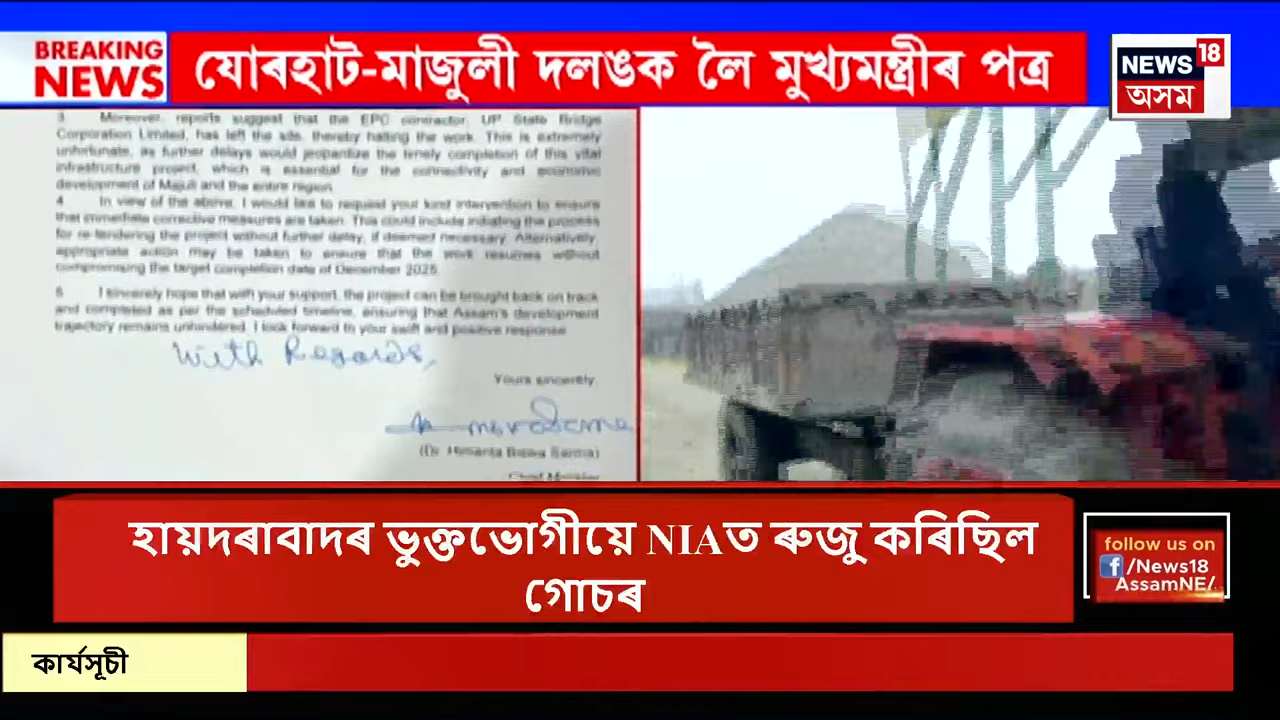 BREAKING
NEWS
যোৰহাট-মাজুলী দলঙক লৈ মুখ্যমন্ত্ৰীৰ পত্ৰ
NEWS 18
অসম
3. Moreover, reports suggest that the EPC contractor, UP State Bridge
Corporation Limited, has left the site, thereby halting the work. This is extremely
unfortunate, as further delays would jeopardize the timely completion of this vital
infrastructure project, which is essential for the connectivity and economic
development of Majuli and the entire region.
4. In view of the above, I would like to request your kind intervention to ensure
that immediate corrective measures are taken. This could include initiating the process
for re-tendering the project without further delay, if deemed necessary. Alternatively,
appropriate action may be taken to ensure that the work resumes without
compromising the target completion date of December 2025.
5. I sincerely hope that with your support, the project can be brought back on track
and completed as per the scheduled timeline, ensuring that Assam's development
trajectory remains unhindered. I look forward to your swift and positive response.
With Regards,
Yours sincerely,
(Dr. Himanta Biswa Sarma)
Chief Minister
হায়দৰাবাদৰ ভুক্তভোগীয়ে NIAত ৰুজু কৰিছিল
গোচৰ
follow us on
f/News18
AssamNE/
কাৰ্যসূচী